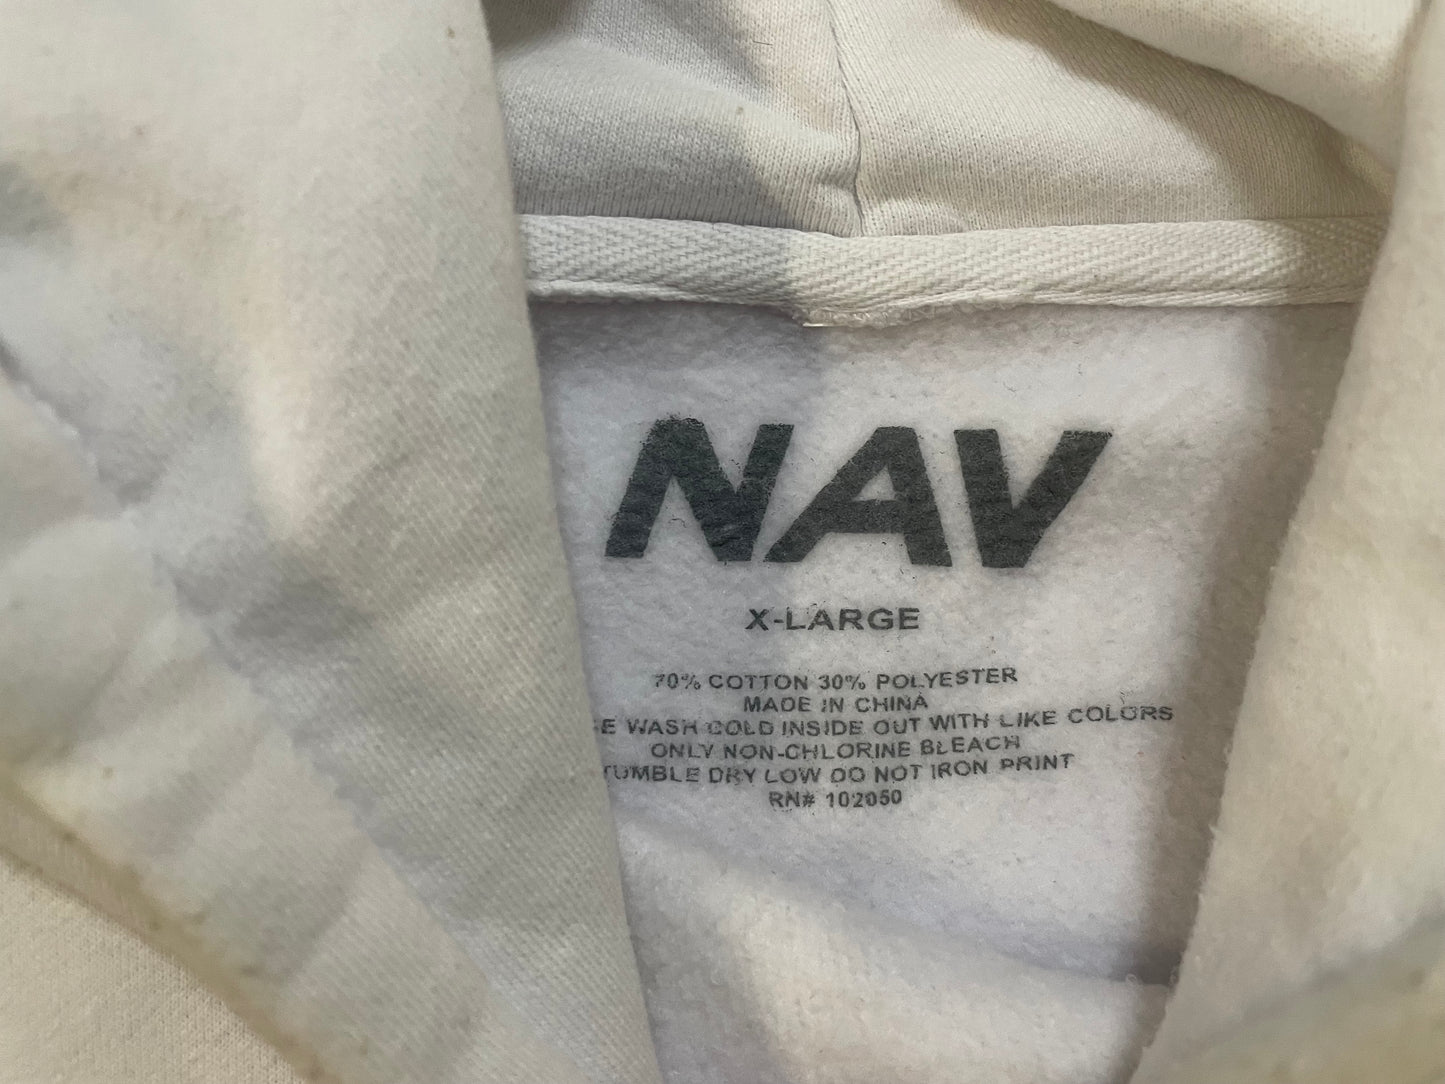 NAV
X-LARGE
70% COTTON 30% POLYESTER
MADE IN CHINA
WASH COLD INSIDE OUT WITH LIKE COLORS
ONLY NON-CHLORINE BLEACH
TUMBLE DRY LOW DO NOT IRON PRINT
RN# 102050